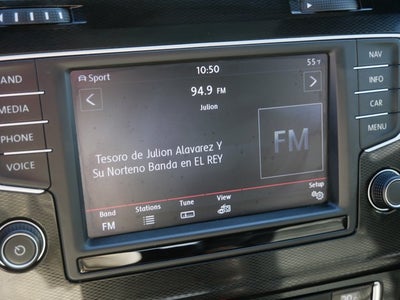 Sport
10:50
55°F
94.9 FM
Julion
FM
Tesoro de Julion Alavarez Y
Su Norteno Banda en EL REY
Band
FM
Stations
Tune
View
Setup
BAND
MEDIA
PHONE
VOICE
NAV
INFO
CAR
MENU